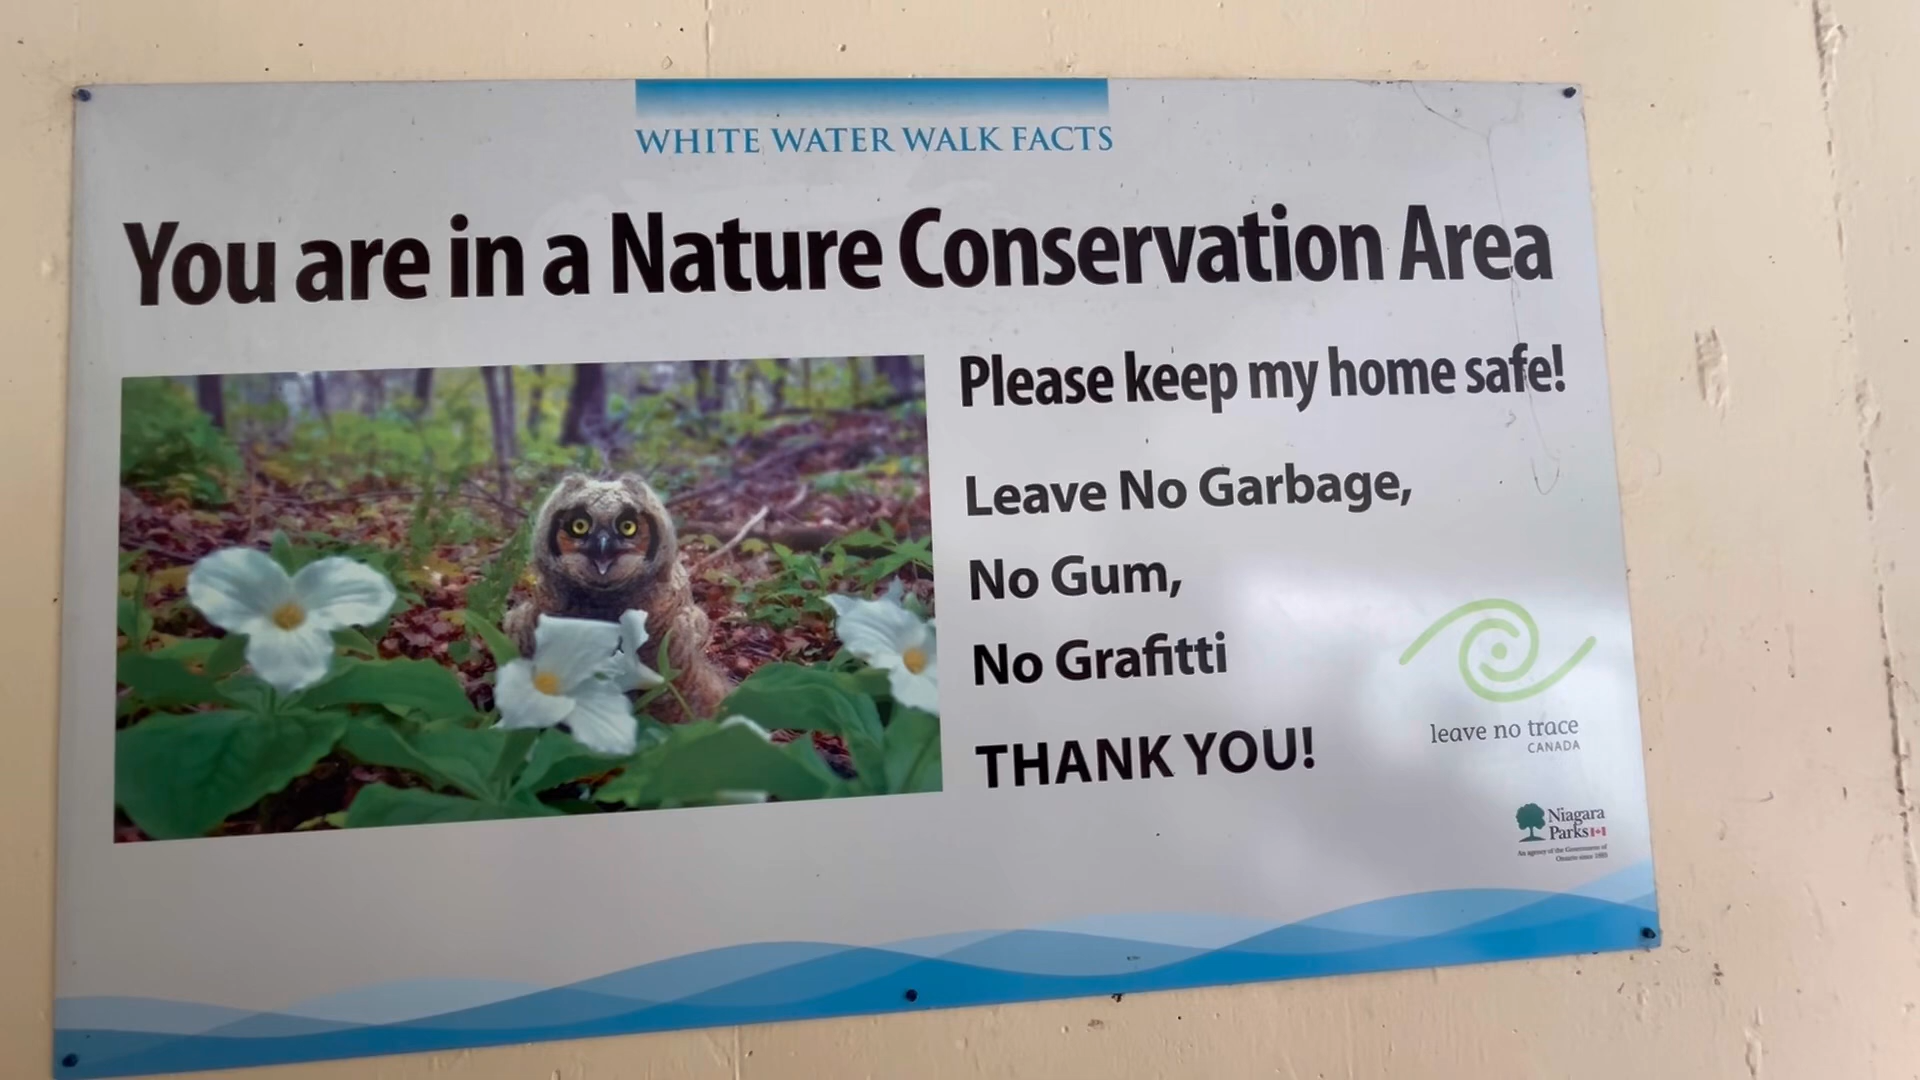 WHITE WATER WALK FACTS
You are in a Nature Conservation Area
Please keep my home safe!
Leave No Garbage,
No Gum,
No Grafitti
THANK YOU!
leave no trace
CANADA
Niagara
Parks
An agency of the Government of
Ontario since 1885